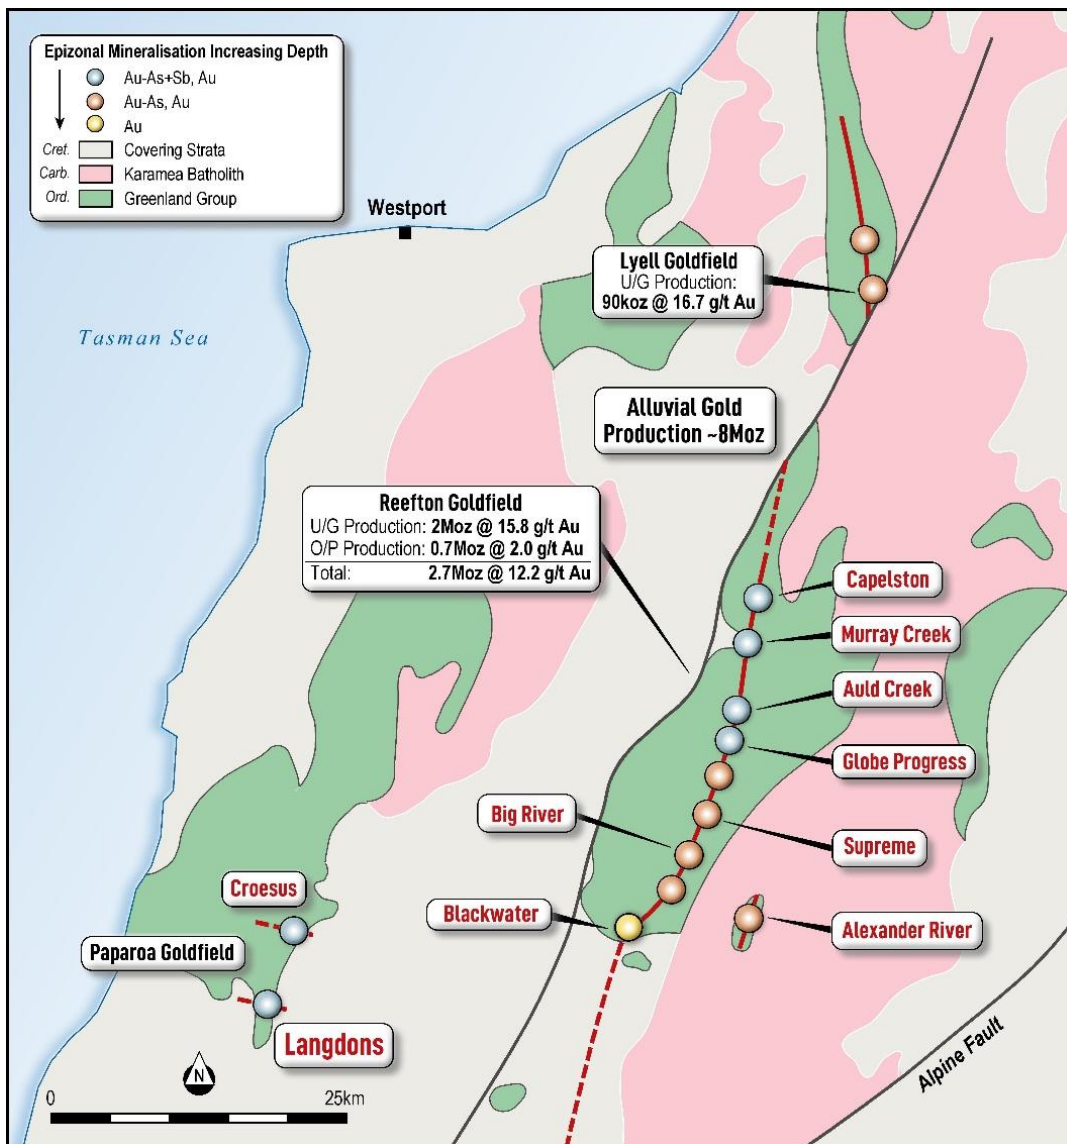 Epizonal Mineralisation Increasing Depth
Au-As+Sb, Au
Au-As, Au
Au
Cret. Covering Strata
Carb. Karamea Batholith
Ord. Greenland Group
Westport
Tasman Sea
Lyell Goldfield
U/G Production:
90koz @ 16.7 g/t Au
Alluvial Gold
Production ~8Moz
Reefton Goldfield
U/G Production: 2Moz @ 15.8 g/t Au
O/P Production: 0.7Moz @ 2.0 g/t Au
Total: 2.7Moz @ 12.2 g/t Au
Capelston
Murray Creek
Auld Creek
Globe Progress
Big River
Supreme
Croesus
Blackwater
Alexander River
Paparoa Goldfield
Langdons
Alpine Fault
N
0 25km